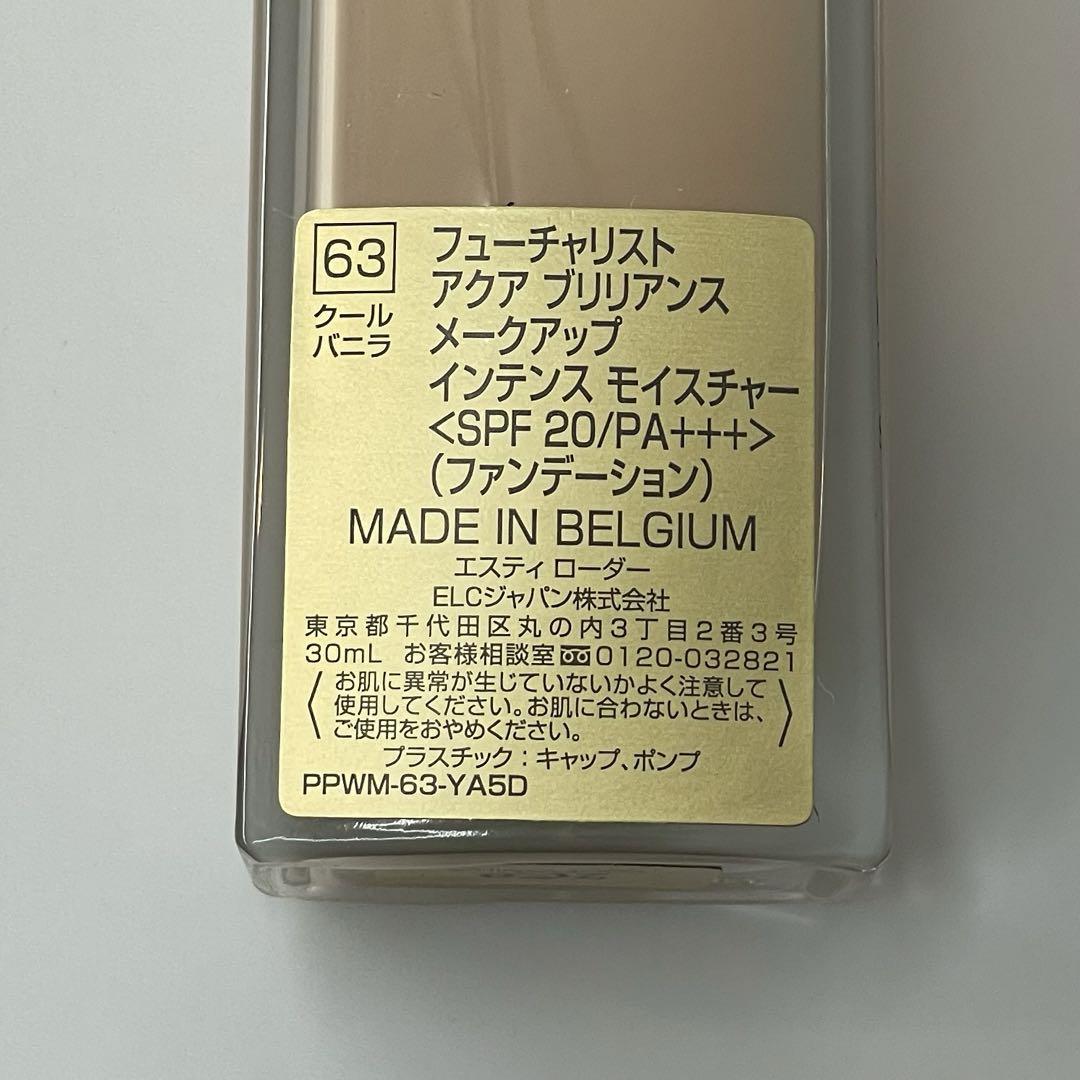 63
クール
バニラ
フューチャリスト
アクア ブリリアンス
メークアップ
インテンス モイスチャー
<SPF 20/PA+++>
(ファンデーション)
MADE IN BELGIUM
エスティ ローダー
ELCジャパン株式会社
東京都千代田区丸の内3丁目2番3号
30mL お客様相談室 0120-032821
お肌に異常が生じていないかよく注意して
使用してください。お肌に合わないときは、
ご使用をおやめください。
プラスチック:キャップ、ポンプ
PPWM-63-YA5D